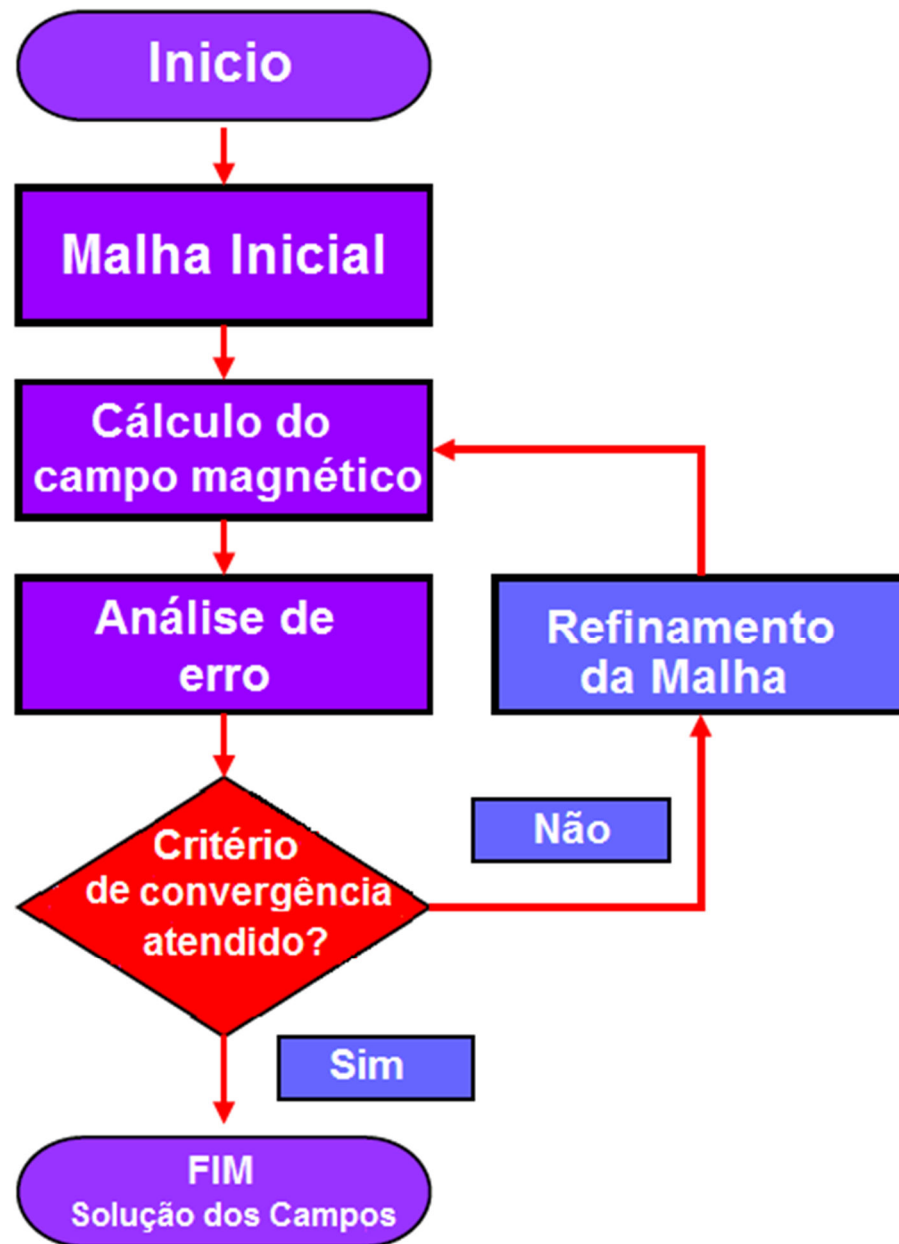 Inicio
Malha Inicial
Cálculo do
campo magnético
Análise de
erro
Refinamento
da Malha
Critério
de convergência
atendido?
Não
Sim
FIM
Solução dos Campos